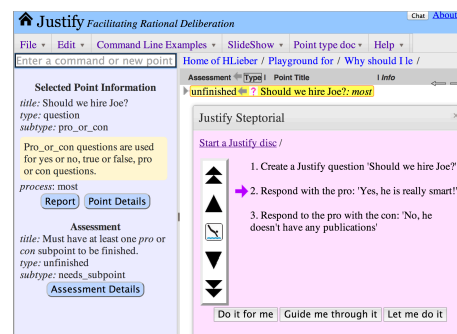 Justify Facilitating Rational Deliberation
Chat About
File Edit Command Line Examples SlideShow Point type doc Help
Enter a command or new point
Home of HLieber / Playground for / Why should I le /
Assessment Type I Point Title I Info
unfinished ? Should we hire Joe?: most
Selected Point Information
title: Should we hire Joe?
type: question
subtype: pro_or_con
Pro_or_con questions are used
for yes or no, true or false, pro
or con questions.
process: most
Report Point Details
Assessment
title: Must have at least one pro or
con subpoint to be finished.
type: unfinished
subtype: needs_subpoint
Assessment Details
Justify Steptorial
Start a Justify disc /
1. Create a Justify question 'Should we hire Joe?'
2. Respond with the pro: 'Yes, he is really smart!'
3. Respond to the pro with the con: 'No, he
doesn't have any publications'
Do it for me Guide me through it Let me do it